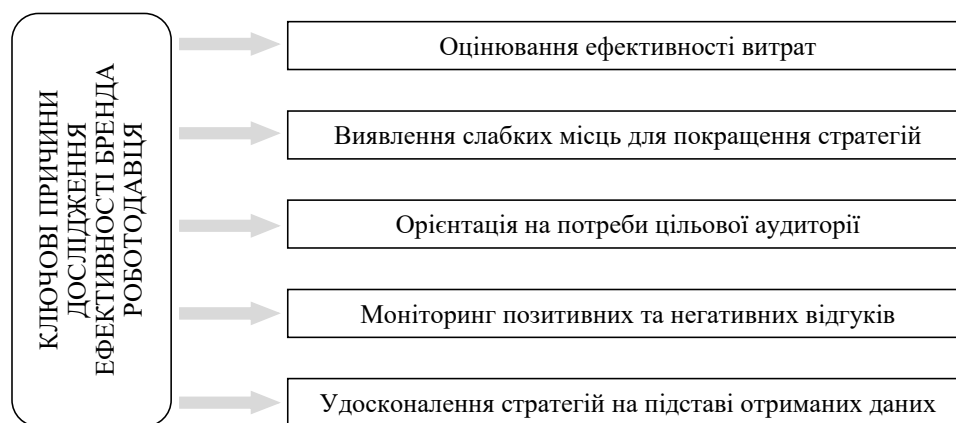 КЛЮЧОВІ ПРИЧИНИ
ДОСЛІДЖЕННЯ
ЕФЕКТИВНОСТІ БРЕНДА
РОБОТОДАВЦЯ
Оцінювання ефективності витрат
Виявлення слабких місць для покращення стратегій
Орієнтація на потреби цільової аудиторії
Моніторинг позитивних та негативних відгуків
Удосконалення стратегій на підставі отриманих даних